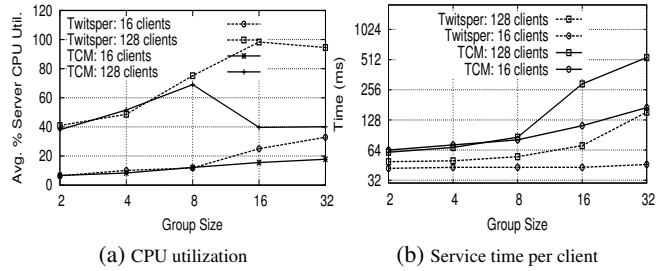 Avg. % Server CPU Util.
120
100
80
60
40
20
0
Twitsper: 16 clients
Twitsper: 128 clients
TCM: 16 clients
TCM: 128 clients
2 4 8 16 32
Group Size
(a) CPU utilization
Time (ms)
1024
512
256
128
64
32
Twitsper: 128 clients
Twitsper: 16 clients
TCM: 128 clients
TCM: 16 clients
2 4 8 16 32
Group Size
(b) Service time per client